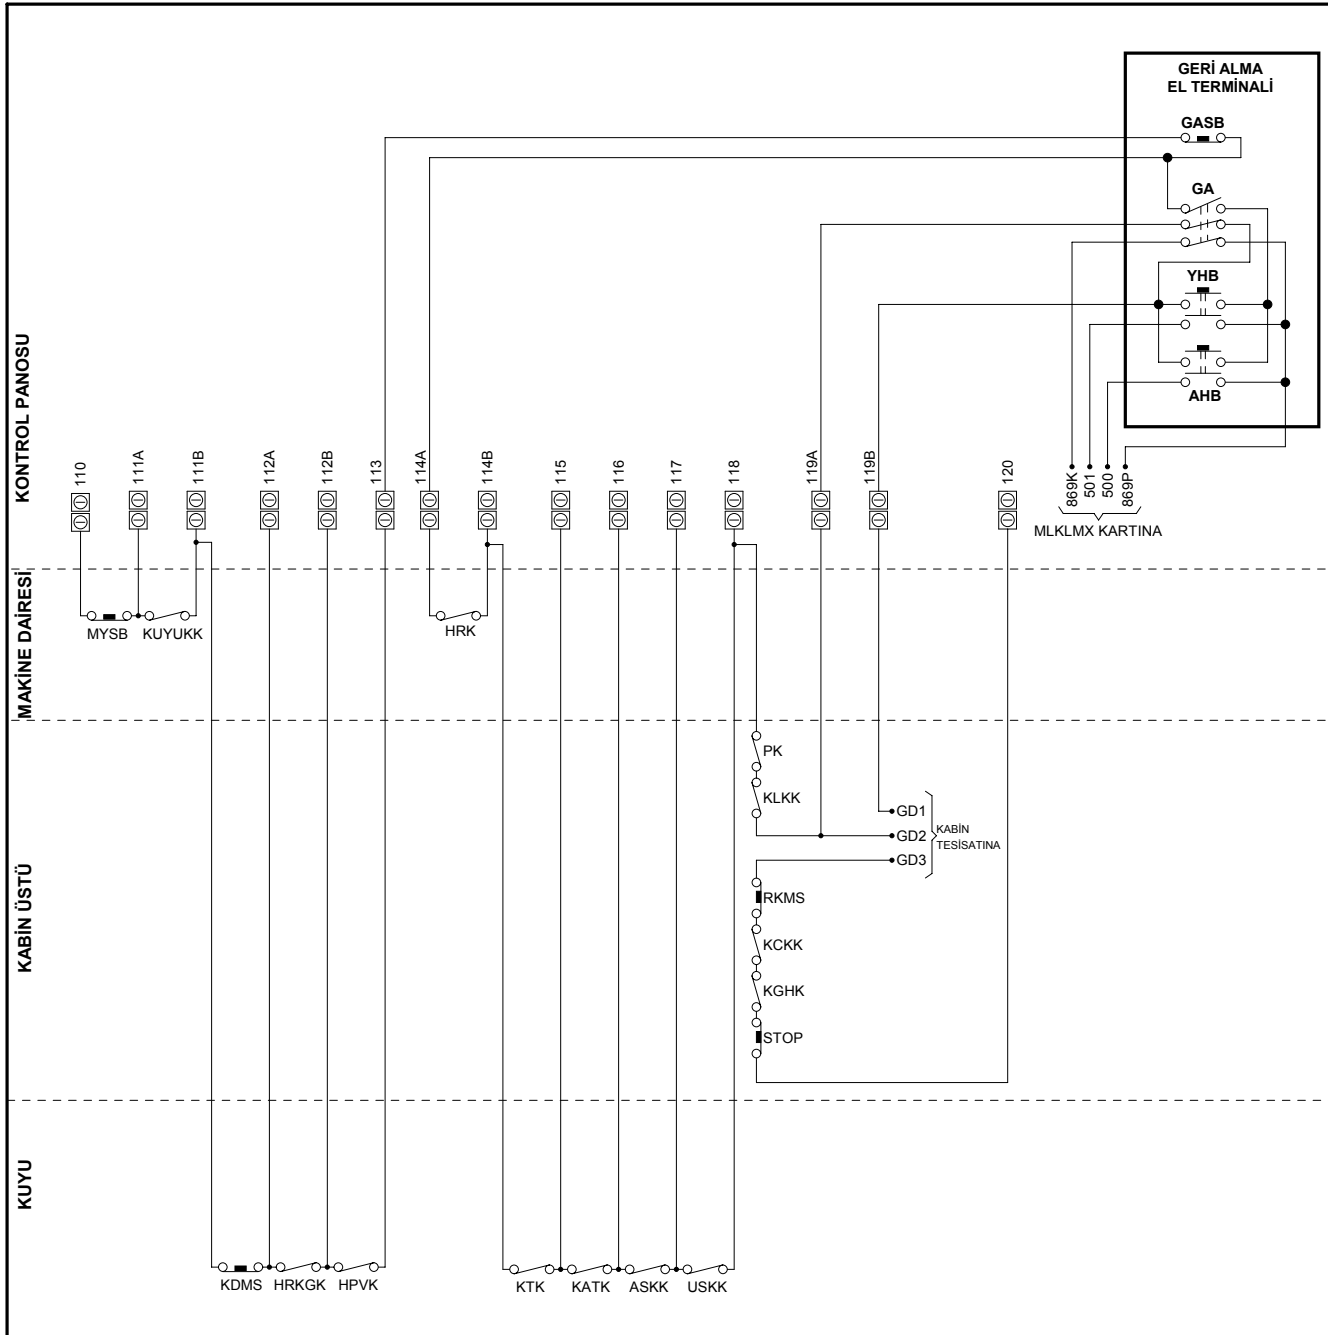 GERİ ALMA
EL TERMİNALİ
GASB
GA
YHB
AHB
KONTROL PANOSU
110
111A
111B
112A
112B
113
114A
114B
115
116
117
118
119A
119B
120
869K
501
500
869P
MLKLMX KARTINA
MAKİNE DAİRESİ
MYSB
KUYUKK
HRK
KABİN ÜSTÜ
PK
KLKK
GD1
GD2
GD3
KABİN
TESİSATINA
RKMS
KCKK
KGHK
STOP
KUYU
KDMS
HRKGK
HPVK
KTK
KATK
ASKK
USKK